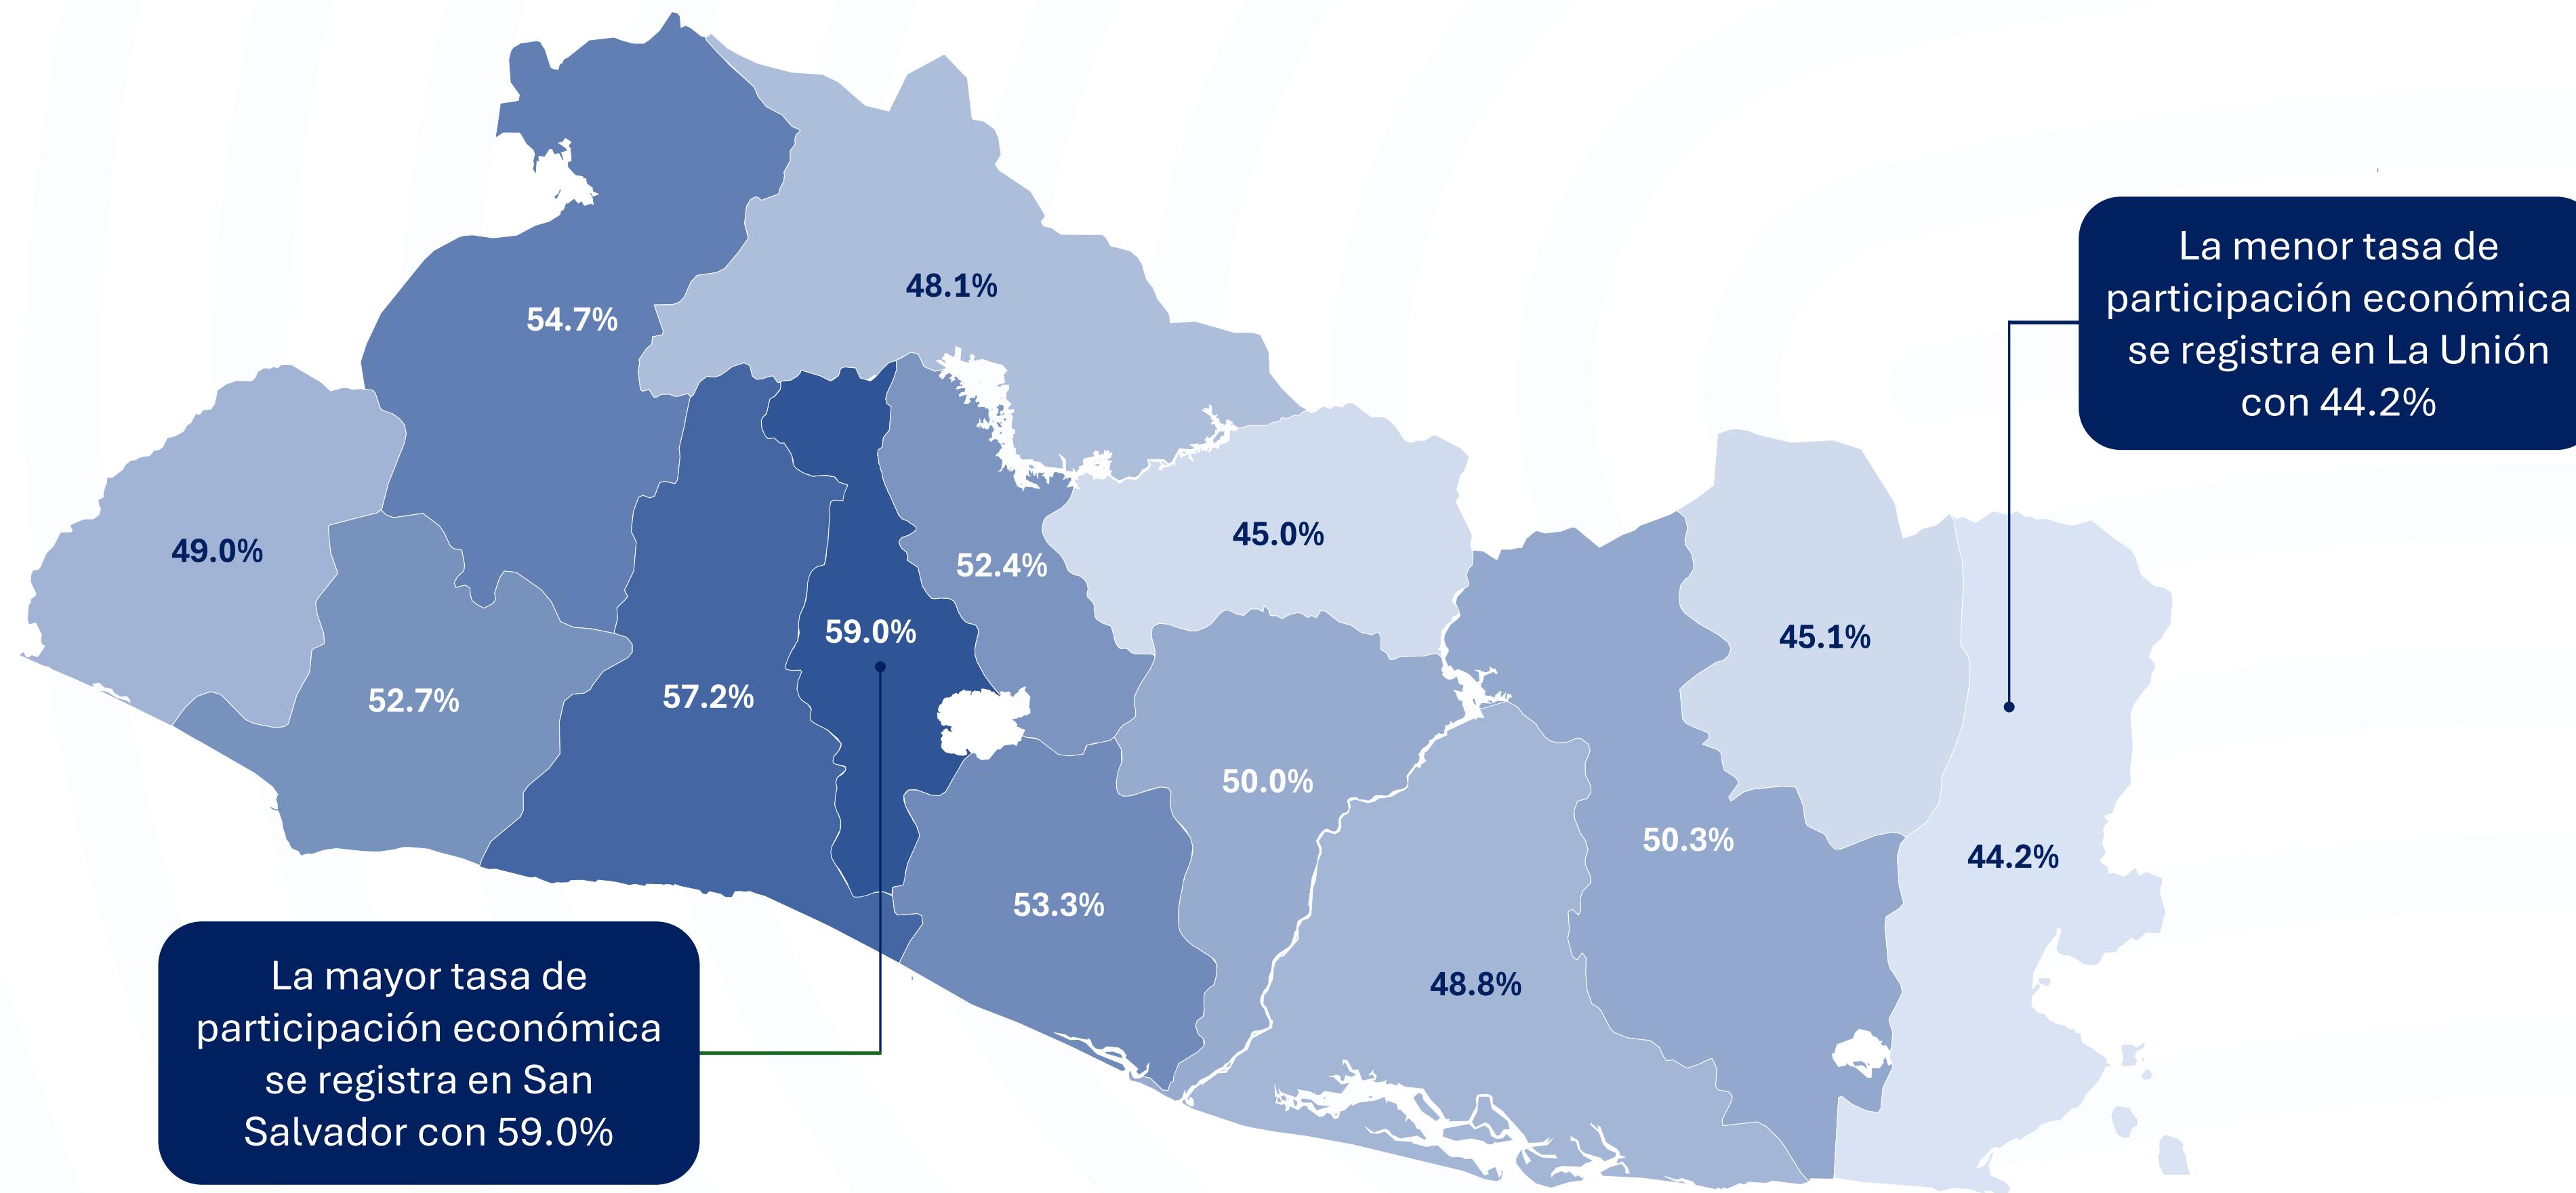 48.1%
54.7%
La menor tasa de
participación económica
se registra en La Unión
con 44.2%
49.0%
45.0%
52.4%
59.0%
45.1%
52.7%
57.2%
50.0%
50.3%
44.2%
53.3%
48.8%
La mayor tasa de
participación económica
se registra en San
Salvador con 59.0%